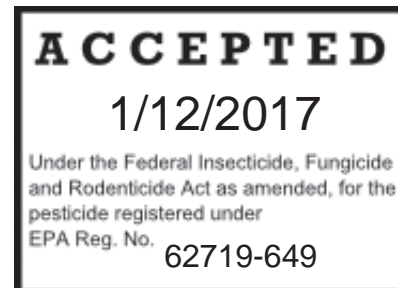 ACCEPTED
1/12/2017
Under the Federal Insecticide, Fungicide
and Rodenticide Act as amended, for the
pesticide registered under
EPA Reg. No. 62719-649